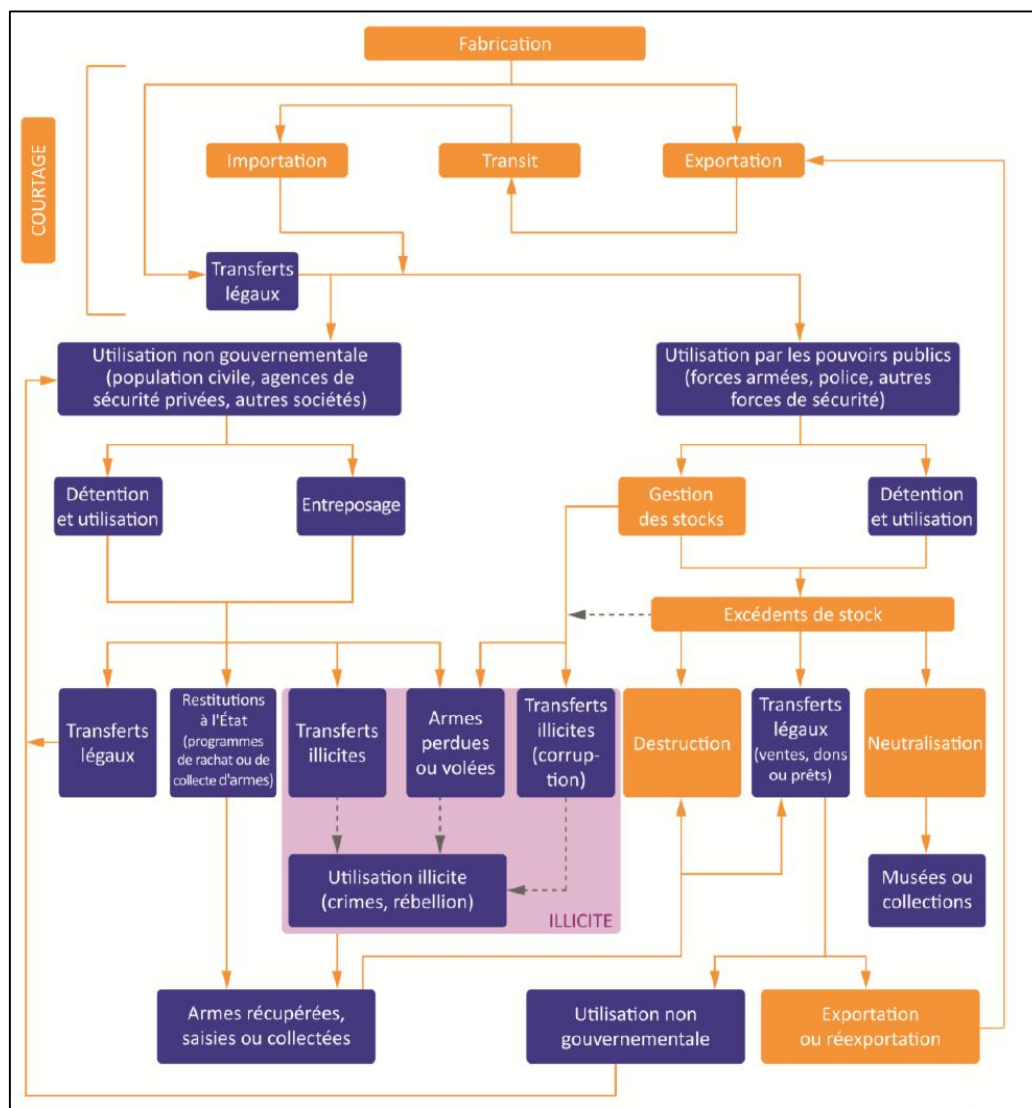 Fabrication
COURTAGE
Importation
Transit
Exportation
Transferts
légaux
Utilisation non gouvernementale
(population civile, agences de
sécurité privées, autres sociétés)
Utilisation par les pouvoirs publics
(forces armées, police, autres
forces de sécurité)
Détention
et utilisation
Entreposage
Gestion
des stocks
Détention
et utilisation
Excédents de stock
Transferts
légaux
Restitutions
à l'État
(programmes
de rachat ou de
collecte d'armes)
Transferts
illicites
Armes
perdues
ou volées
Transferts
illicites
(corrup-
tion)
Destruction
Transferts
légaux
(ventes, dons
ou prêts)
Neutralisation
Utilisation illicite
(crimes, rébellion)
ILLICITE
Musées ou
collections
Armes récupérées,
saisies ou collectées
Utilisation non
gouvernementale
Exportation
ou réexportation